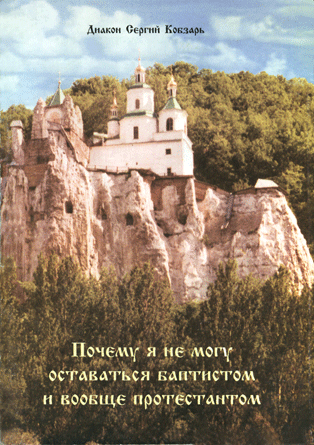 Диакон Сергий Кобзарь
Почему я не могу
оставаться баптистом
и вообще протестантом